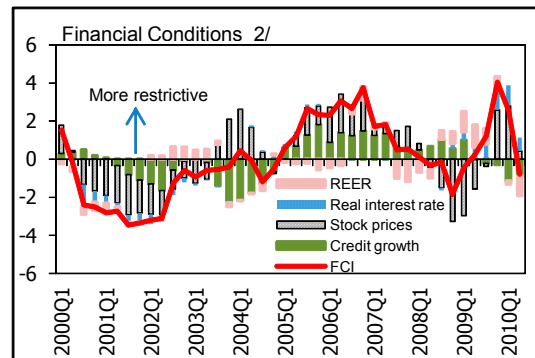 Financial Conditions 2/
6
4
More restrictive
2
0
REER
Real interest rate
-2
Stock prices
Credit growth
-4
FCI
-6
2000Q1
2001Q1
2002Q1
2003Q1
2004Q1
2005Q1
2006Q1
2007Q1
2008Q1
2009Q1
2010Q1